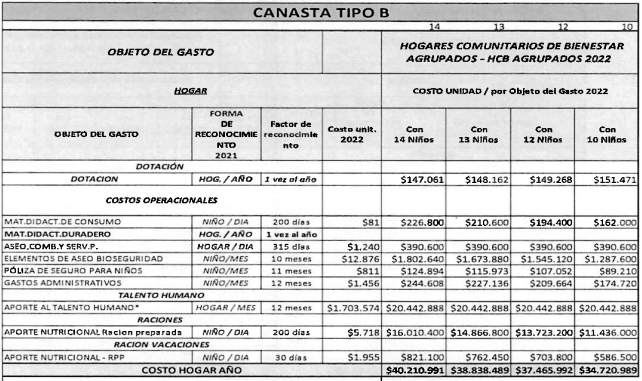 CANASTA TIPO B
14 13 12 10
OBJETO DEL GASTO
HOGARES COMUNITARIOS DE BIENESTAR
AGRUPADOS – HCB AGRUPADOS 2022
HOGAR
COSTO UNIDAD / por Objeto del Gasto 2022
OBJETO DEL GASTO
FORMA
DE
RECONOCIMIE
NTO
2021
Factor de
reconocimie
nto
Costo unit.
2022
Con
14 Niños
Con
13 Niños
Con
12 Niños
Con
10 Niños
DOTACIÓN
DOTACION HOG. / AÑO 1 vez al año $147.061 $148.162 $149.268 $151.471
COSTOS OPERACIONALES
MAT.DIDACT.DE CONSUMO NIÑO / DIA 200 días $81 $226.800 $210.600 $194.400 $162.000
MAT.DIDACT.DURADERO HOG. / AÑO 1 vez al año
ASEO,COMB.Y SERV.P. HOGAR / DIA 315 días $1.240 $390.600 $390.600 $390.600 $390.600
ELEMENTOS DE ASEO BIOSEGURIDAD NIÑO/MES 10 meses $12.876 $1.802.640 $1.673.880 $1.545.120 $1.287.600
PÓLIZA DE SEGURO PARA NIÑOS NIÑO/MES 11 meses $811 $124.894 $115.973 $107.052 $89.210
GASTOS ADMINISTRATIVOS NIÑO/MES 12 meses $1.456 $244.608 $227.136 $209.664 $174.720
TALENTO HUMANO
APORTE AL TALENTO HUMANO* HOGAR / MES 12 meses $1.703.574 $20.442.888 $20.442.888 $20.442.888 $20.442.888
RACIONES
APORTE NUTRICIONAL Racion preparada NIÑO / DIA 200 días $5.718 $16.010.400 $14.866.800 $13.723.200 $11.436.000
RACION VACACIONES
APORTE NUTRICIONAL - RPP NIÑO / DIA 30 días $1.955 $821.100 $762.450 $703.800 $586.500
COSTO HOGAR AÑO $40.210.991 $38.838.489 $37.465.992 $34.720.989